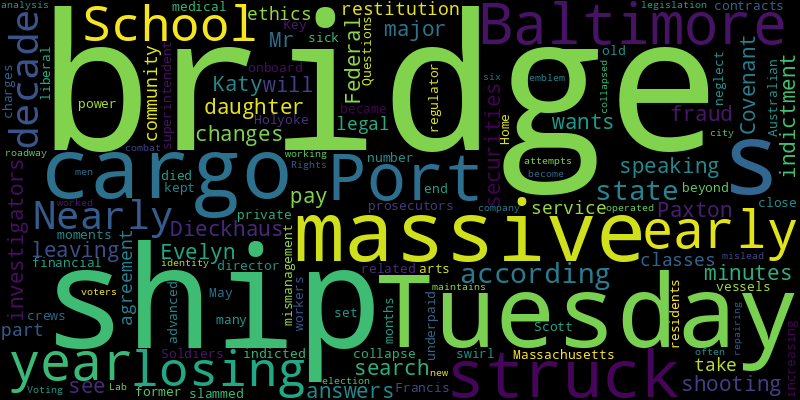 analysis
medical
ethics
restitution
legislation
contracts
School
Mr
Key
Questions
major
Baltimore
bridge
decade
charges
liberal
community
superintendent
sick
onboard
Federal
old
collapsed
neglect
covenant
Australian
indictment
Katy
will
daughter
power
changes
Holyoke
became
legal
regulator
securities
Home
wants
six
emblem
fraud
city
roadway
men
combat
working
Rights
attempts
become
cargo
died
kept
Port
number
end
speaking
s
investigators
worked
pay
prosecutors
company
operated
state
beyond
close
Nearly
Dieckhaus
private
massive
service
Paxton
early
leaving
moments
agreement
Evelyn
mismanagement
related
arts
according
classes
minutes
financial
identity
director
workers
maintains
mislead
vessels
ship
Tuesday
crews
voters
advanced
May
many
set
months
underpaid
Scott
residents
repairing
increasing
part
Soldiers
indicted
collapse
swirl
Massachusetts
often
year
losing
search
struck
take
see
Lab
former
slammed
answers
Francis
new
shooting
Voting
election